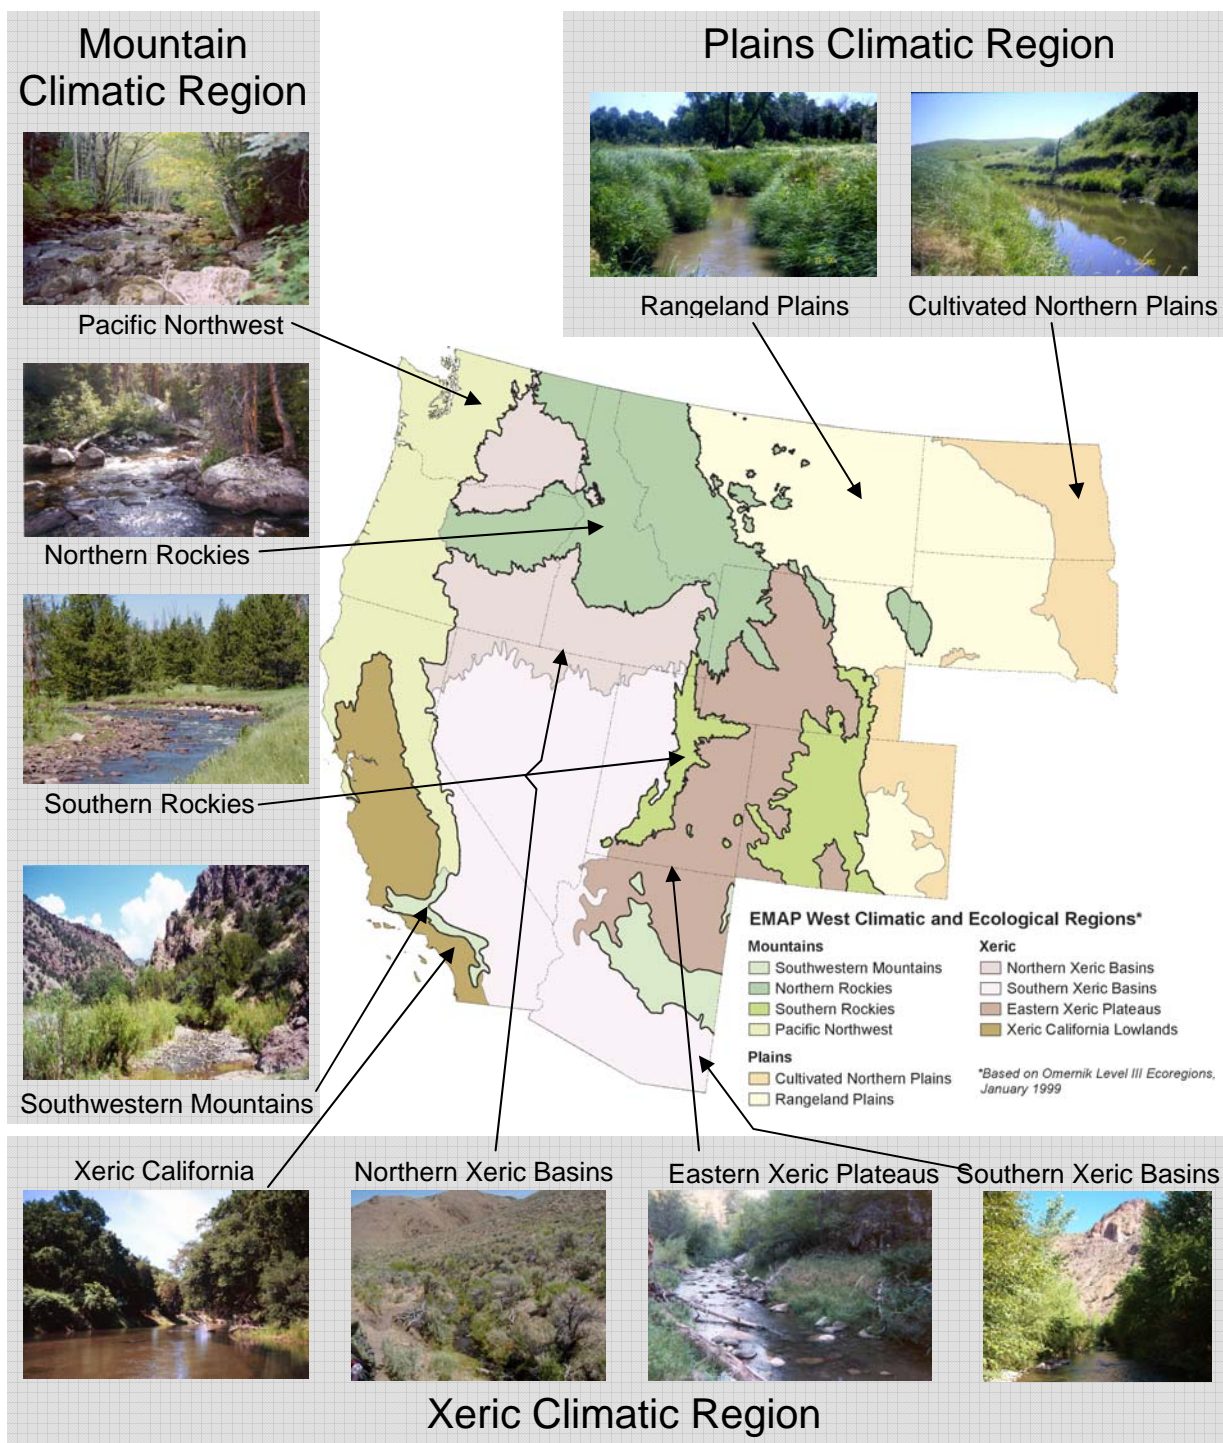 Mountain
Climatic Region
Pacific Northwest
Northern Rockies
Southern Rockies
Southwestern Mountains
Plains Climatic Region
Rangeland Plains
Cultivated Northern Plains
EMAP West Climatic and Ecological Regions*
Mountains
Southwestern Mountains
Northern Rockies
Southern Rockies
Pacific Northwest
Plains
Cultivated Northern Plains
Rangeland Plains
Xeric
Northern Xeric Basins
Southern Xeric Basins
Eastern Xeric Plateaus
Xeric California Lowlands
*Based on Omernik Level III Ecoregions,
January 1999
Xeric California
Northern Xeric Basins
Eastern Xeric Plateaus
Southern Xeric Basins
Xeric Climatic Region